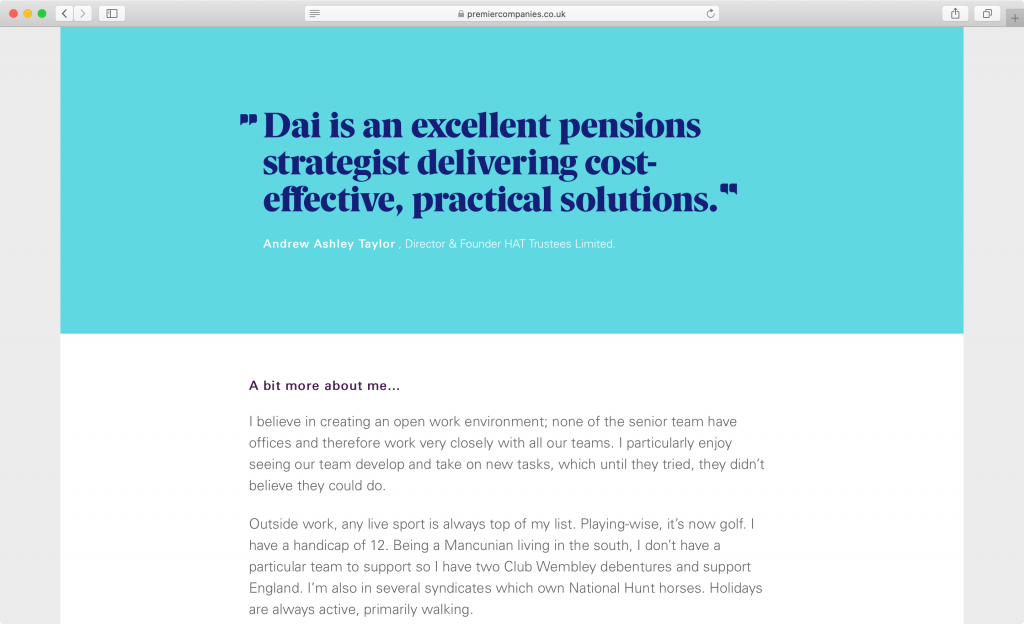 premiercompanies.co.uk
❞Dai is an excellent pensions
strategist delivering cost-
effective, practical solutions.❞
Andrew Ashley Taylor , Director & Founder HAT Trustees Limited.
A bit more about me...
I believe in creating an open work environment; none of the senior team have
offices and therefore work very closely with all our teams. I particularly enjoy
seeing our team develop and take on new tasks, which until they tried, they didn’t
believe they could do.
Outside work, any live sport is always top of my list. Playing-wise, it’s now golf. I
have a handicap of 12. Being a Mancunian living in the south, I don’t have a
particular team to support so I have two Club Wembley debentures and support
England. I’m also in several syndicates which own National Hunt horses. Holidays
are always active, primarily walking.